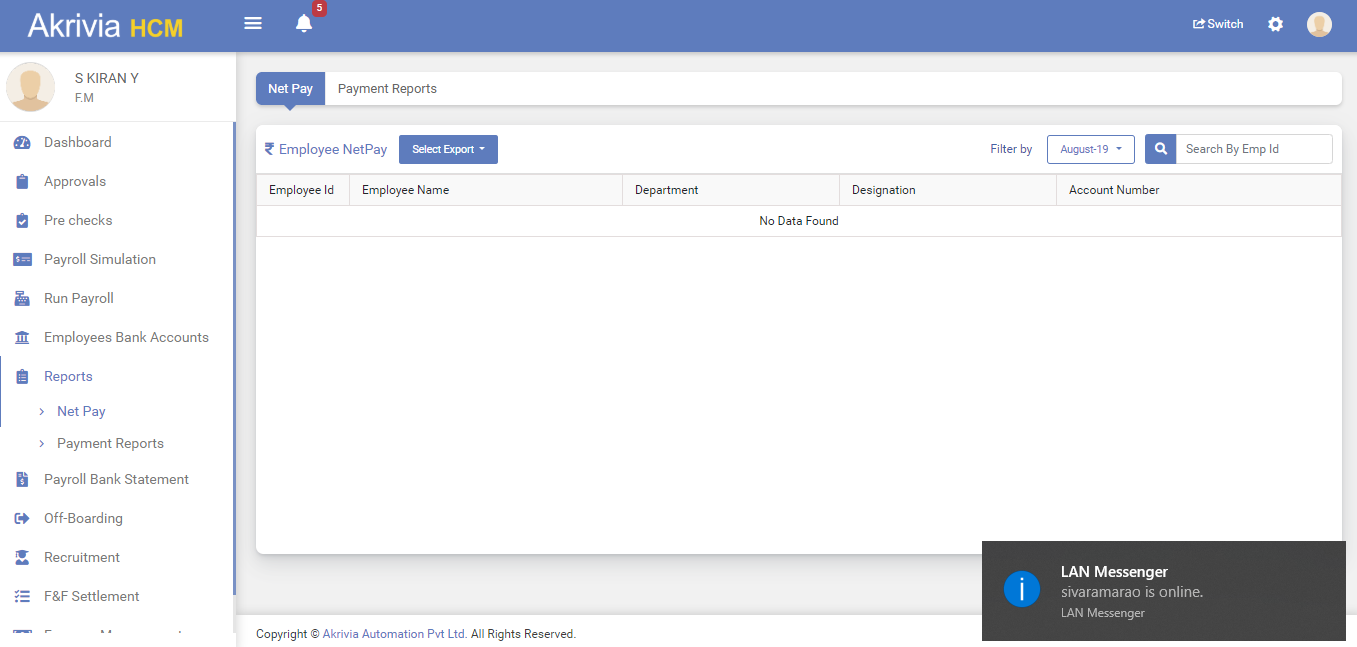 Akrivia HCM
5
Switch
S KIRAN Y
F.M
Dashboard
Approvals
Pre checks
Payroll Simulation
Run Payroll
Employees Bank Accounts
Reports
Net Pay
Payment Reports
Payroll Bank Statement
Off-Boarding
Recruitment
F&F Settlement
Net Pay Payment Reports
₹ Employee NetPay Select Export Filter by August-19 Search By Emp Id
Employee Id Employee Name Department Designation Account Number
No Data Found
LAN Messenger
sivaramarao is online.
LAN Messenger
Copyright © Akrivia Automation Pvt Ltd. All Rights Reserved.